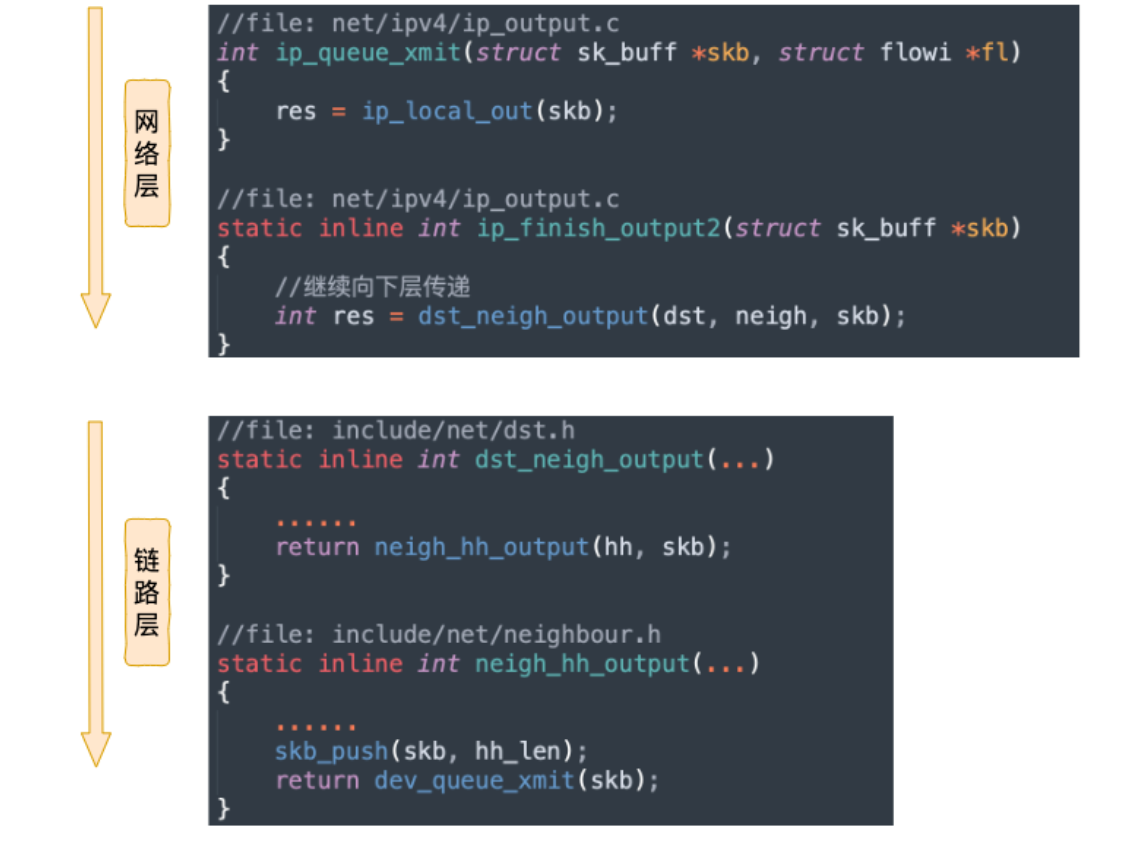 网络层
//file: net/ipv4/ip_output.c
int ip_queue_xmit(struct sk_buff *skb, struct flowi *fl)
{
    res = ip_local_out(skb);
}

//file: net/ipv4/ip_output.c
static inline int ip_finish_output2(struct sk_buff *skb)
{
    //继续向下层传递
    int res = dst_neigh_output(dst, neigh, skb);
}

链路层
//file: include/net/dst.h
static inline int dst_neigh_output(...)
{
    ......
    return neigh_hh_output(hh, skb);
}

//file: include/net/neighbour.h
static inline int neigh_hh_output(...)
{
    ......
    skb_push(skb, hh_len);
    return dev_queue_xmit(skb);
}